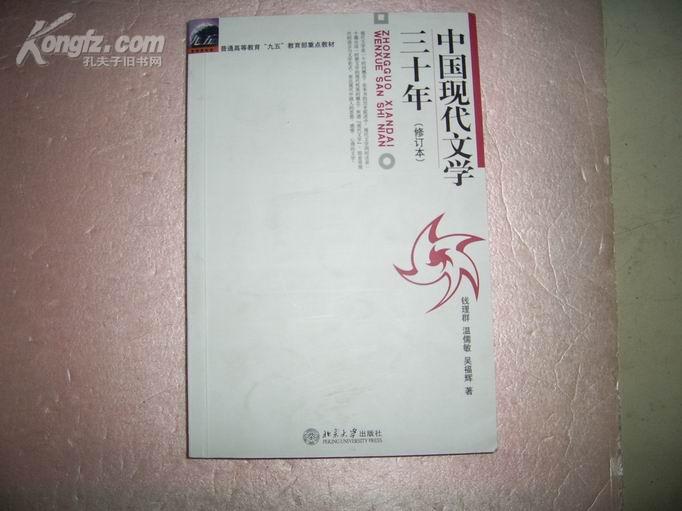 Kongfz.com
孔夫子旧书网
九五
普通高等教育“九五”教育部重点教材
中国现代文学
三十年
（修订本）
ZHONGGUO XIANDAI
WENXUE SAN SHI NIAN
钱理群 温儒敏 吴福辉 著
北京大学出版社
PEKING UNIVERSITY PRESS